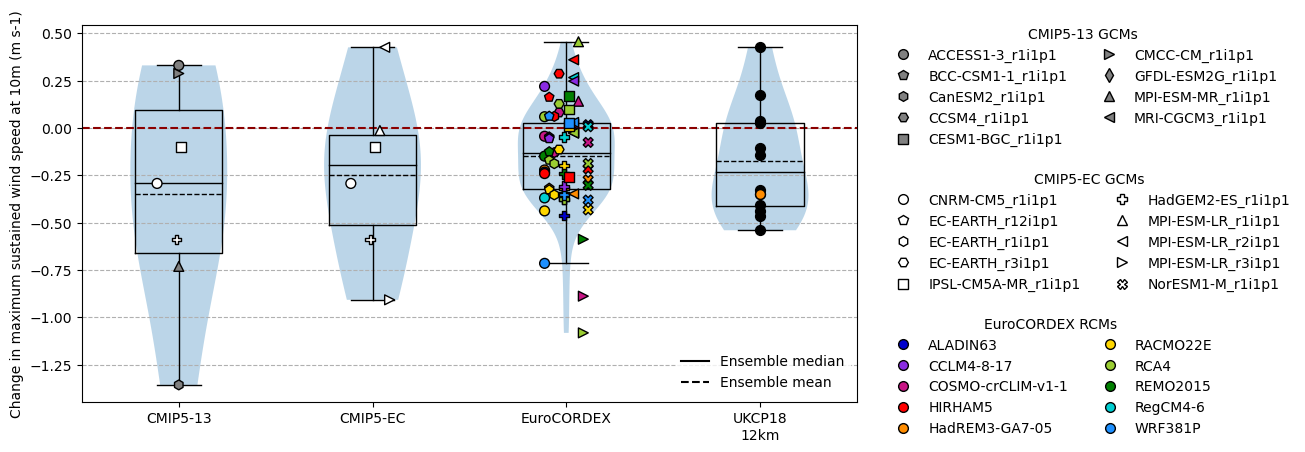 Change in maximum sustained wind speed at 10m (m s-1)
0.50
0.25
0.00
−0.25
−0.50
−0.75
−1.00
−1.25
CMIP5-13
CMIP5-EC
EuroCORDEX
UKCP18
12km
Ensemble median
Ensemble mean
CMIP5-13 GCMs
ACCESS1-3_r1i1p1
BCC-CSM1-1_r1i1p1
CanESM2_r1i1p1
CCSM4_r1i1p1
CESM1-BGC_r1i1p1
CMCC-CM_r1i1p1
GFDL-ESM2G_r1i1p1
MPI-ESM-MR_r1i1p1
MRI-CGCM3_r1i1p1
CMIP5-EC GCMs
CNRM-CM5_r1i1p1
EC-EARTH_r12i1p1
EC-EARTH_r1i1p1
EC-EARTH_r3i1p1
IPSL-CM5A-MR_r1i1p1
HadGEM2-ES_r1i1p1
MPI-ESM-LR_r1i1p1
MPI-ESM-LR_r2i1p1
MPI-ESM-LR_r3i1p1
NorESM1-M_r1i1p1
EuroCORDEX RCMs
ALADIN63
CCLM4-8-17
COSMO-crCLIM-v1-1
HIRHAM5
HadREM3-GA7-05
RACMO22E
RCA4
REMO2015
RegCM4-6
WRF381P